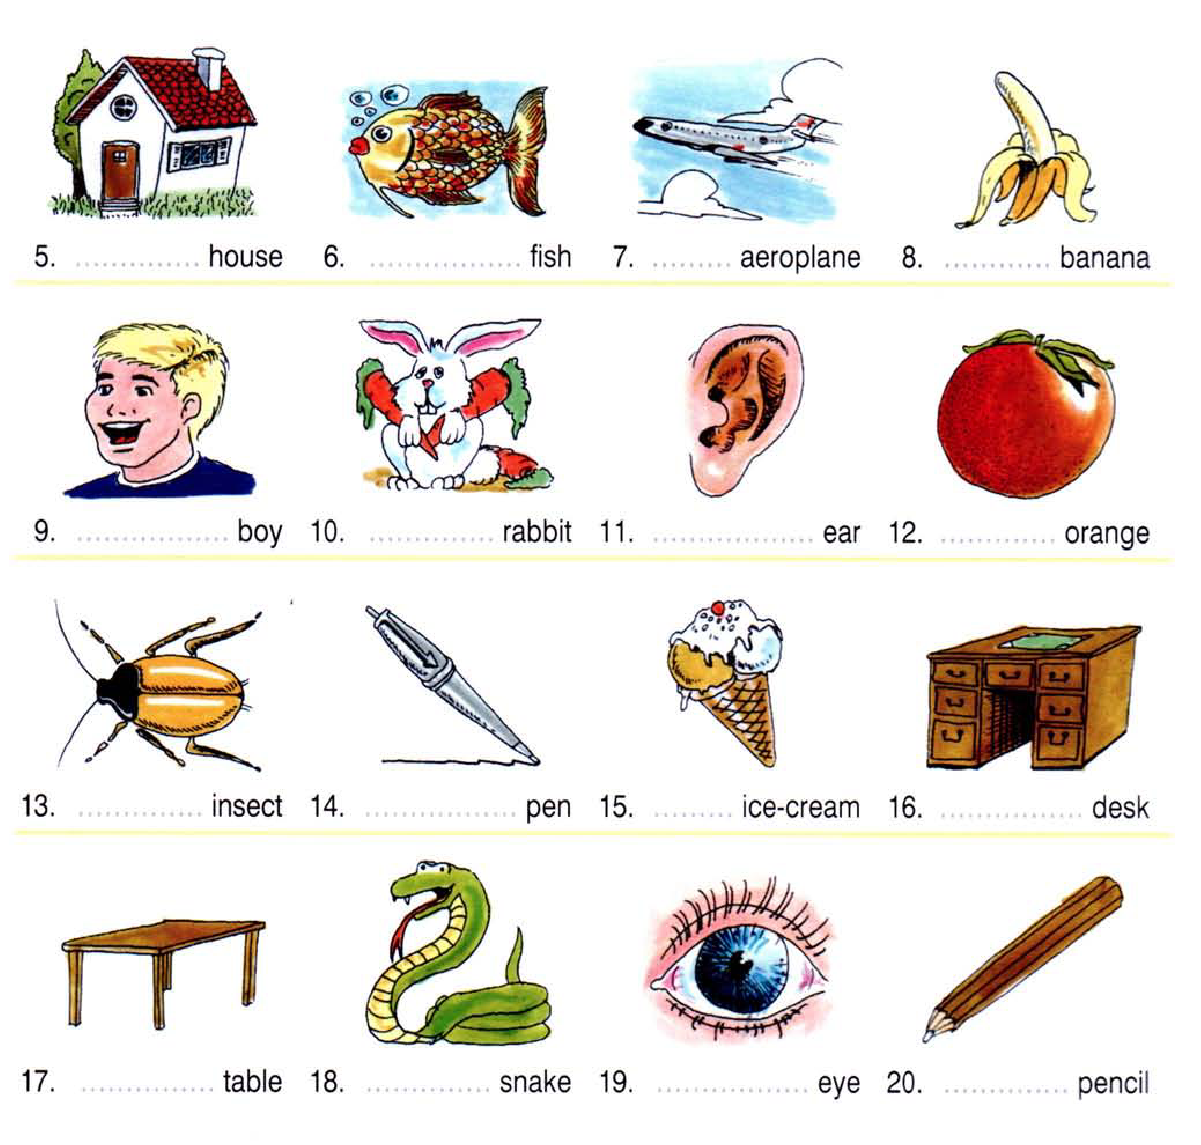 5. .............. house 6. ................. fish 7. ......... aeroplane 8. ............ banana
9. ................. boy 10. .............. rabbit 11. .................. ear 12. ............. orange
13. .............. insect 14. ................. pen 15. ......... ice-cream 16. ................ desk
17. ............... table 18. .............. snake 19. ................. eye 20. .............. pencil